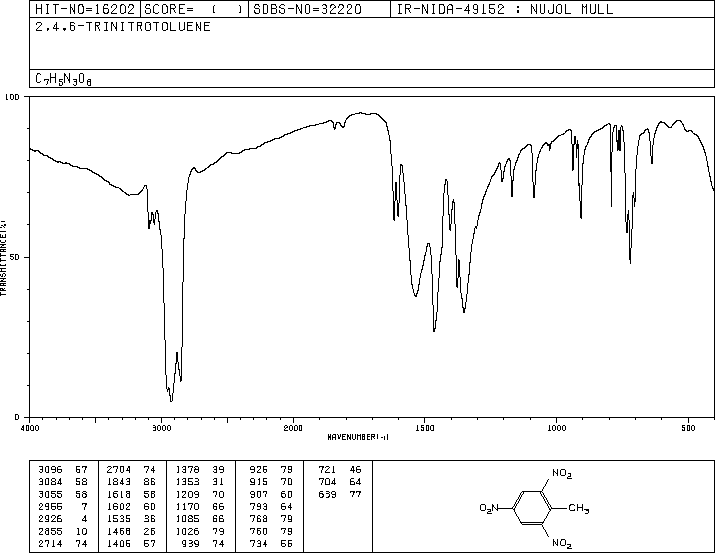 HIT-NO=16202 SCORE= ( ) SDBS-NO=32220 IR-NIDA-49152 : NUJOL MULL
2,4,6-TRINITROTOLUENE
C7H5N3O6
100
50
0
TRANSMITTANCE(%)
4000 3000 2000 1500 1000 500
WAVENUMBER(-1)
3096 67 2704 74 1378 39 926 79 721 46
3084 58 1843 86 1353 31 915 70 704 64
3055 58 1618 58 1209 70 907 60 639 77
2956 7 1602 60 1170 66 793 64
2926 4 1535 36 1085 66 768 79
2855 10 1468 26 1026 79 760 79
2714 74 1406 57 939 74 734 56
NO2
O2N
CH3
NO2